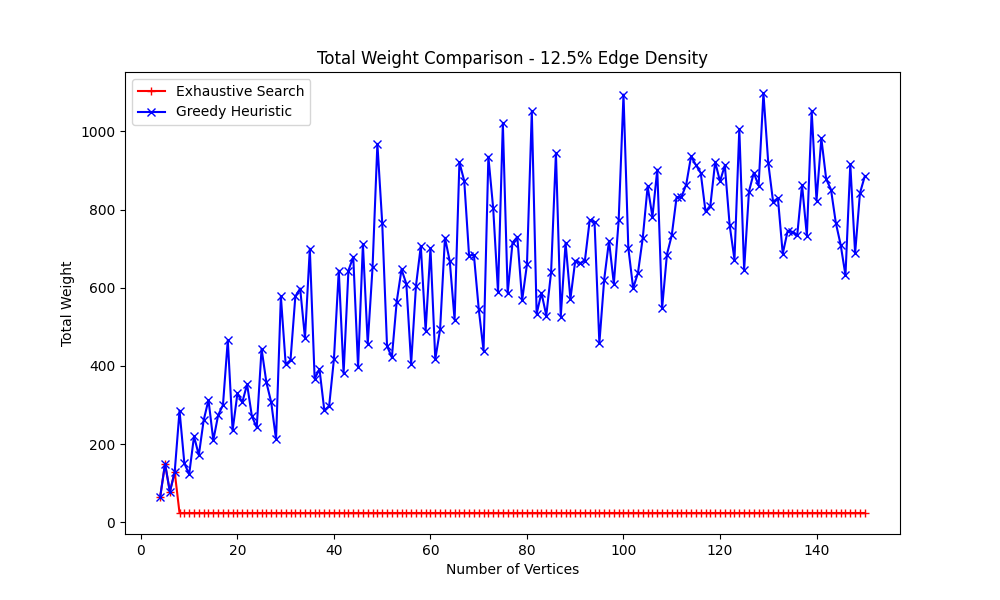 Total Weight Comparison - 12.5% Edge Density
Exhaustive Search
Greedy Heuristic
Total Weight
1000
800
600
400
200
0
0 20 40 60 80 100 120 140
Number of Vertices